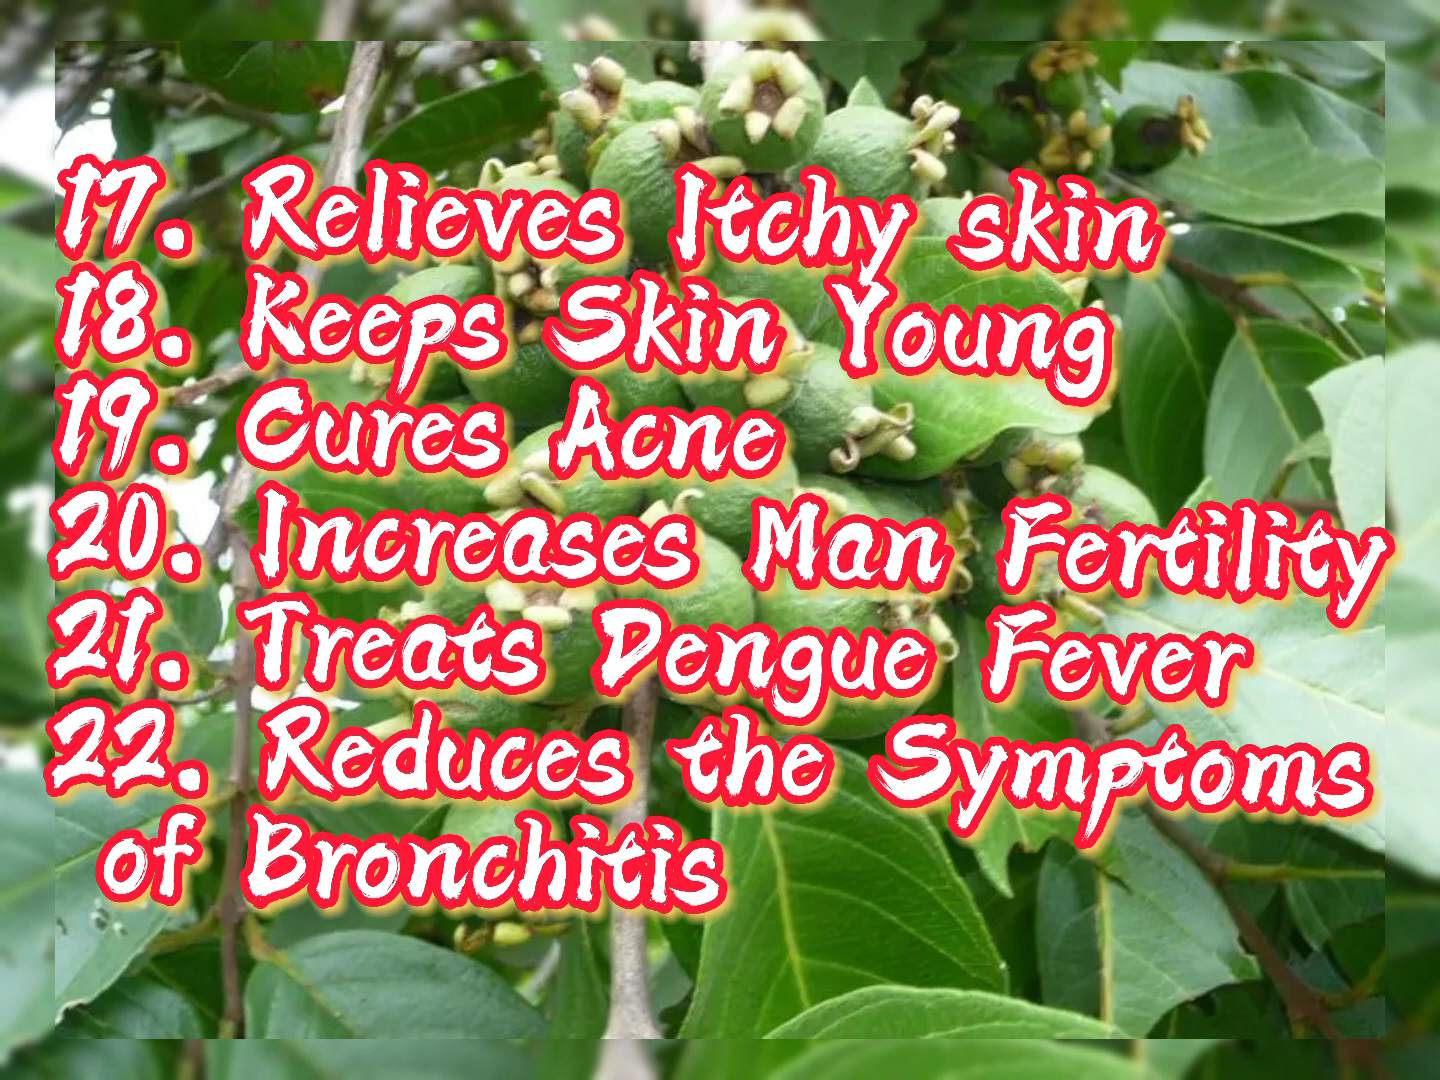 17. Relieves Itchy skin
18. Keeps Skin Young
19. Cures Acne
20. Increases Man Fertility
21. Treats Dengue Fever
22. Reduces the Symptoms
of Bronchitis